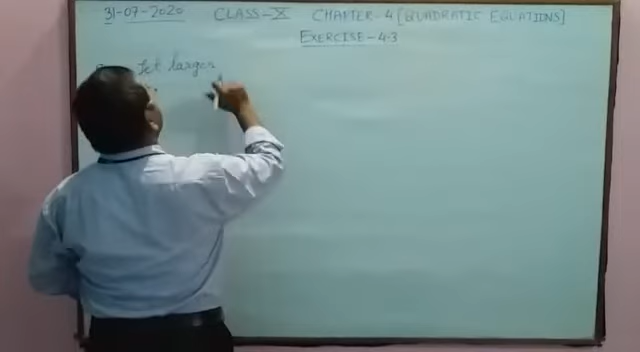 31-07-2020 CLASS-X CHAPTER-4 [QUADRATIC EQUATIONS]
EXERCISE-4.3
Let larger